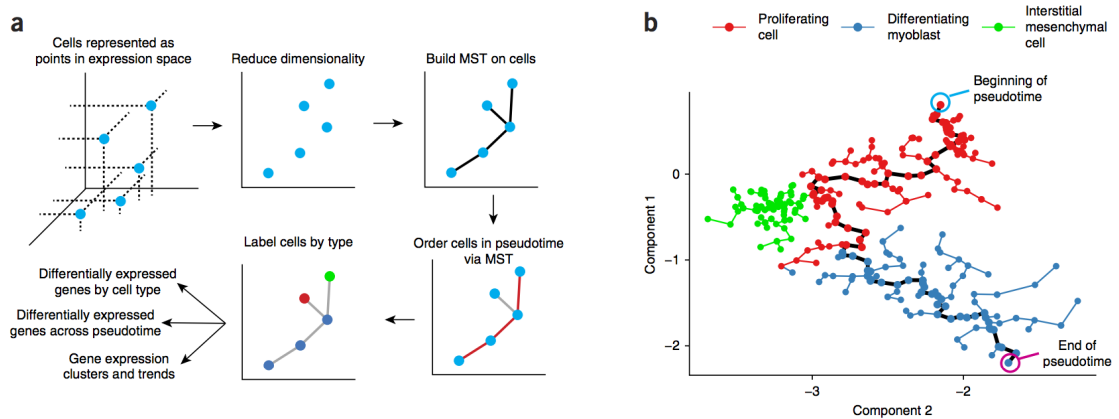 a
Cells represented as
points in expression space
Reduce dimensionality
Build MST on cells
Label cells by type
Order cells in pseudotime
via MST
Differentially expressed
genes by cell type
Differentially expressed
genes across pseudotime
Gene expression
clusters and trends
b
Proliferating
cell
Differentiating
myoblast
Interstitial
mesenchymal
cell
Beginning of
pseudotime
0
−1
−2
Component 1
End of
pseudotime
−3
−2
Component 2